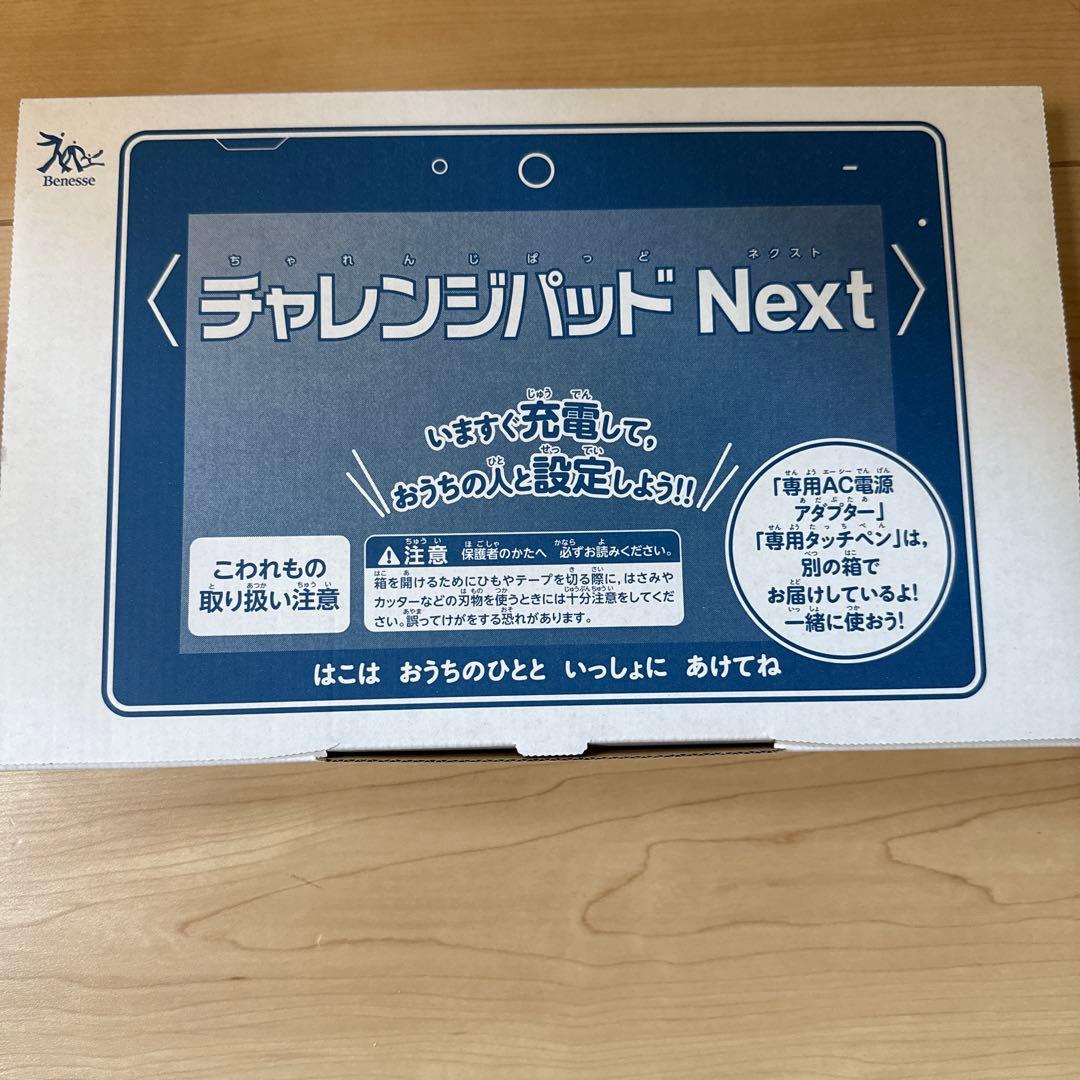 Benesse
ちゃれんじぱっど ネクスト
チャレンジパッド Next
じゅうでん
いますぐ充電して,
ひと せってい
おうちの人と設定しよう!!
こわれもの
と あつか ちゅうい
取り扱い注意
ちゅうい ほごしゃ かなら よ
注意 保護者のかたへ 必ずお読みください。
はこ あ き さい
箱を開けるためにひもやテープを切る際に,はさみや
はもの つか じゅうぶんちゅうい
カッターなどの刃物を使うときには十分注意をしてくだ
あやま おそ
さい。誤ってけがをする恐れがあります。
せんようエーシーでんげん
「専用AC電源
あだぷたあ
アダプター」
せんようたっちぺん
「専用タッチペン」は,
べつ はこ
別の箱で
とど
お届けしているよ!
いっしょ つか
一緒に使おう!
はこは おうちのひとと いっしょに あけてね